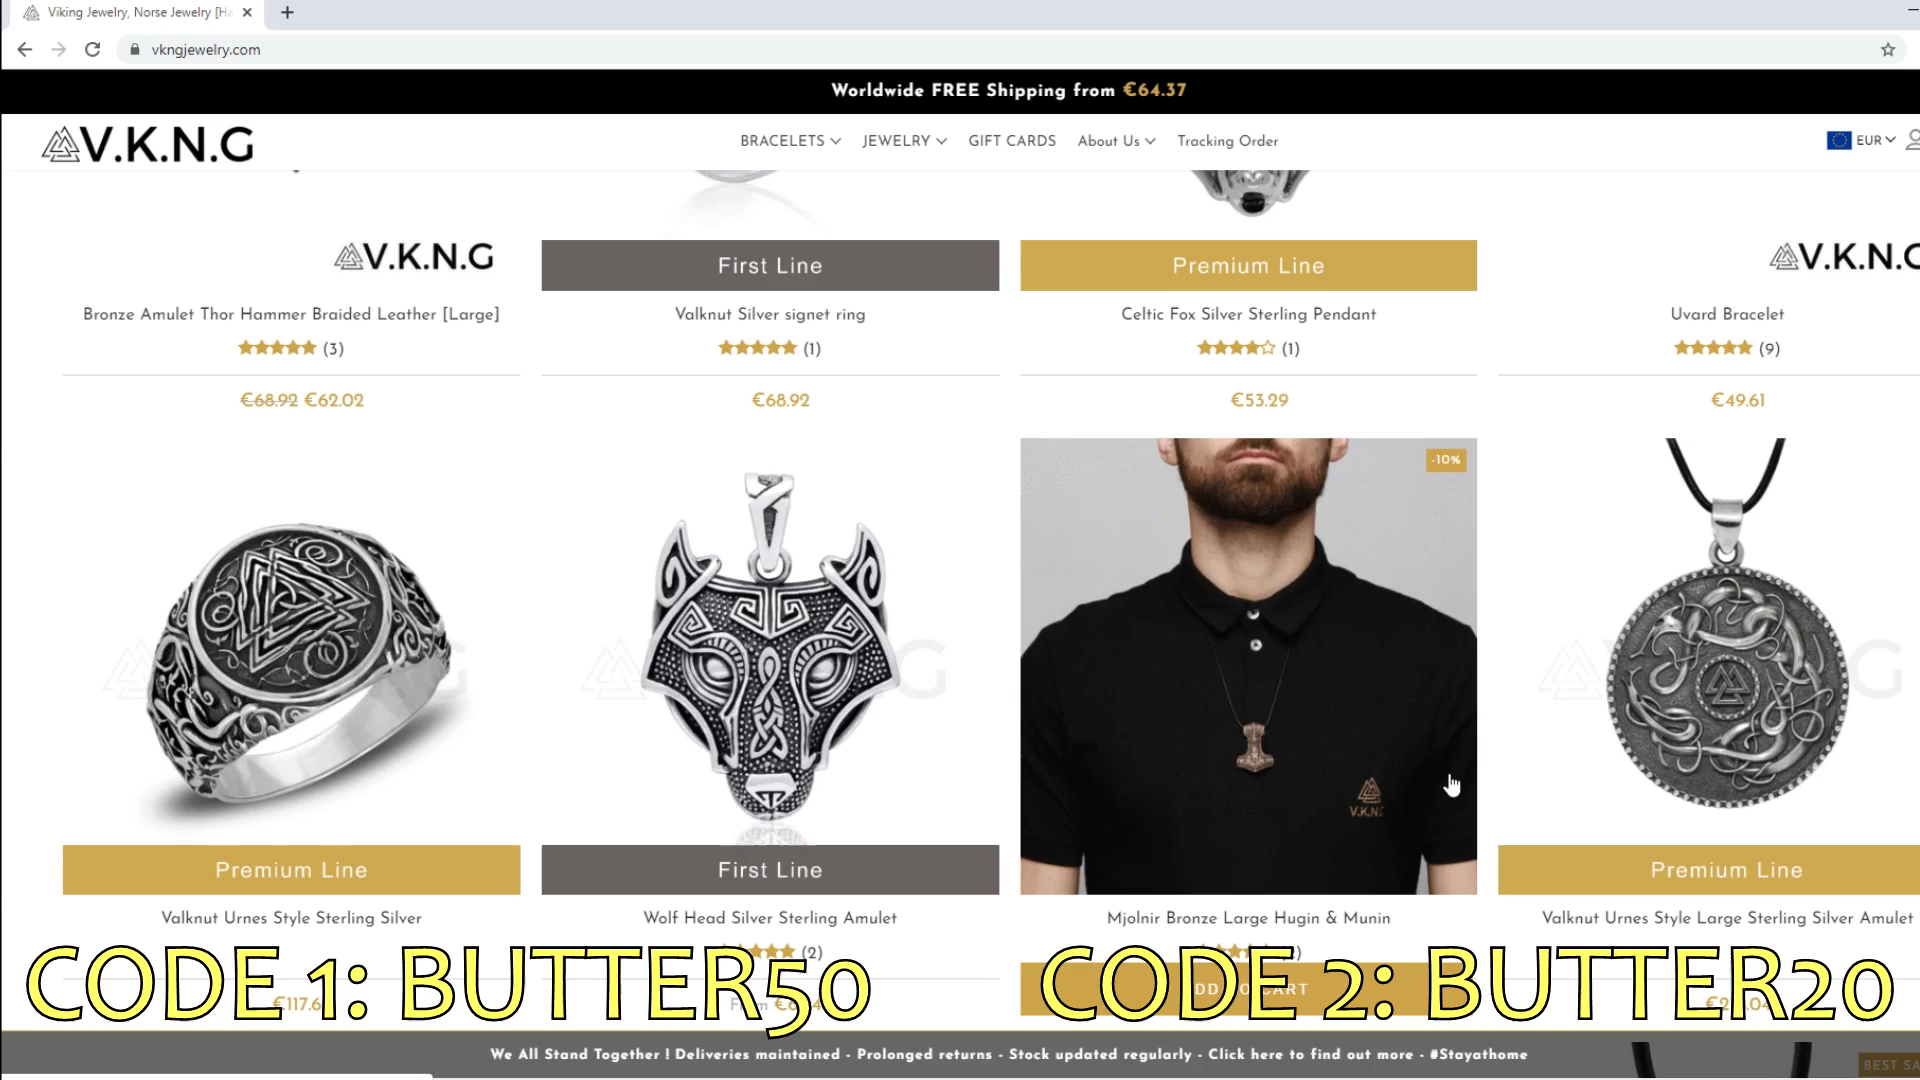 Viking Jewelry, Norse Jewelry [Ha
vkngjewelry.com
Worldwide FREE Shipping from €64.37
V.K.N.G
BRACELETS JEWELRY GIFT CARDS About Us Tracking Order
EUR
V.K.N.G
First Line
Premium Line
V.K.N.G
Bronze Amulet Thor Hammer Braided Leather [Large]
Valknut Silver signet ring
Celtic Fox Silver Sterling Pendant
Uvard Bracelet
(3)
(1)
(1)
(9)
€68.92 €62.02
€68.92
€53.29
€49.61
-10%
V.K.N.G
Premium Line
First Line
Premium Line
Valknut Urnes Style Sterling Silver
Wolf Head Silver Sterling Amulet
Mjolnir Bronze Large Hugin & Munin
Valknut Urnes Style Large Sterling Silver Amulet
(2)
CODE 1: BUTTER50
CODE 2: BUTTER20
We All Stand Together ! Deliveries maintained - Prolonged returns - Stock updated regularly - Click here to find out more - #Stayathome
BEST SA